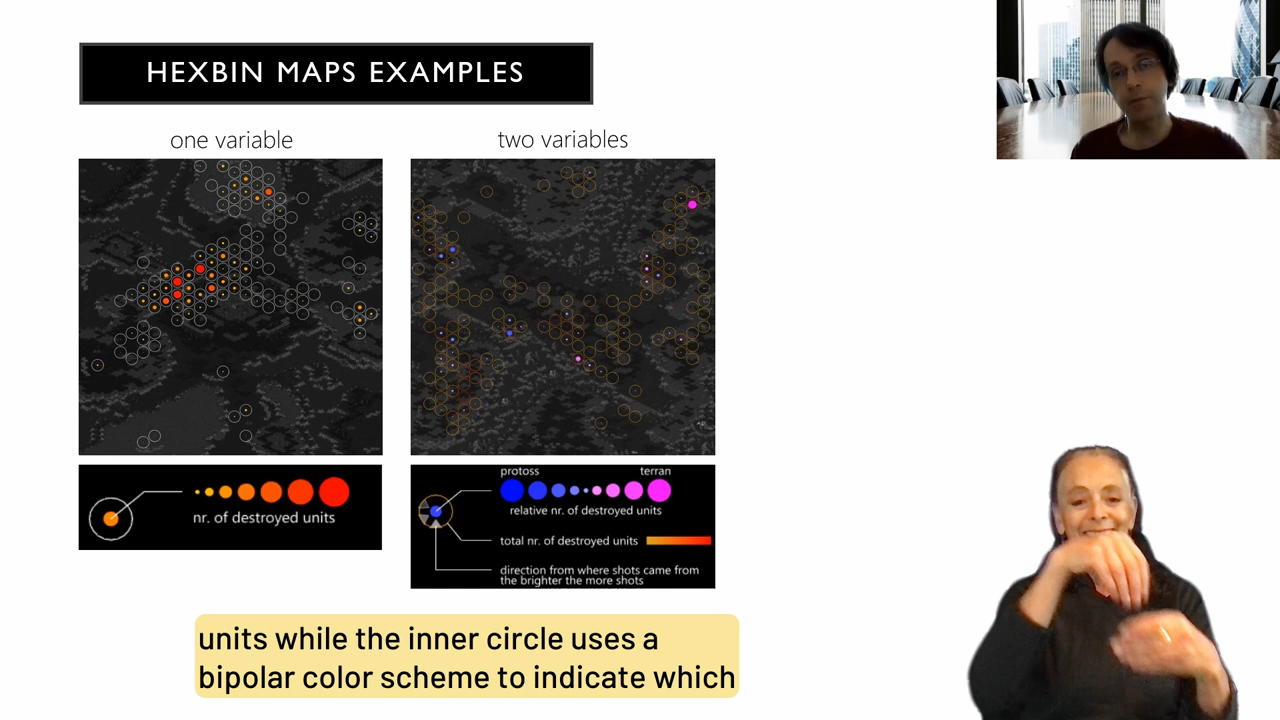 HEXBIN MAPS EXAMPLES
one variable
two variables
nr. of destroyed units
protoss
terran
relative nr. of destroyed units
total nr. of destroyed units
direction from where shots came from
the brighter the more shots
units while the inner circle uses a
bipolar color scheme to indicate which